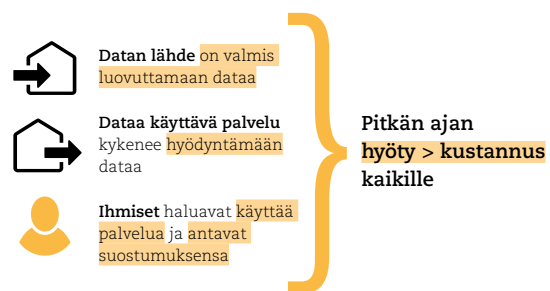 Datan lähde on valmis
luovuttamaan dataa
Dataa käyttävä palvelu
kykenee hyödyntämään
dataa
Ihmiset haluavat käyttää
palvelua ja antavat
suostumuksensa
Pitkän ajan
hyöty > kustannus
kaikille